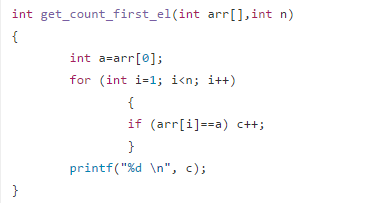 int get_count_first_el(int arr[],int n)
{
int a=arr[0];
for (int i=1; i<n; i++)
{
if (arr[i]==a) c++;
}
printf("%d \n", c);
}